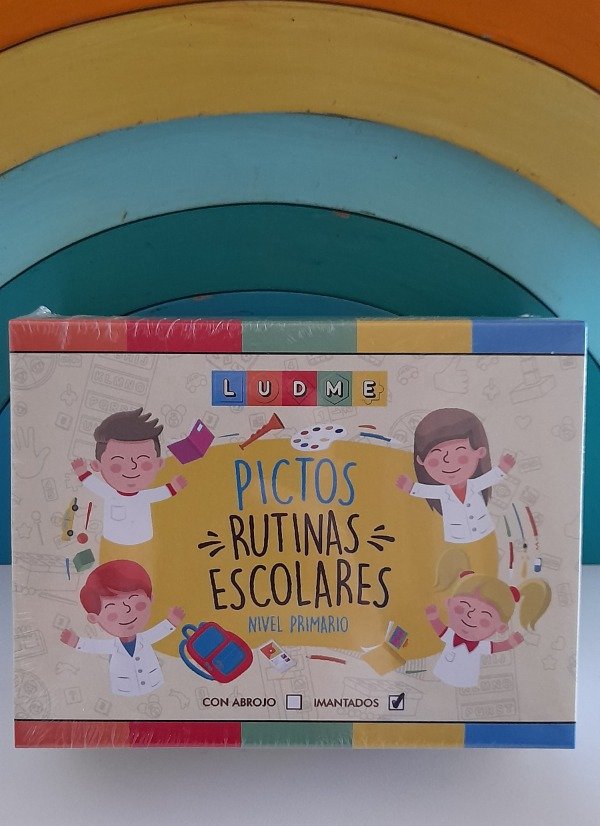 LUDME
PICTOS
RUTINAS
ESCOLARES
NIVEL PRIMARIO
CON ABROJO
IMANTADOS